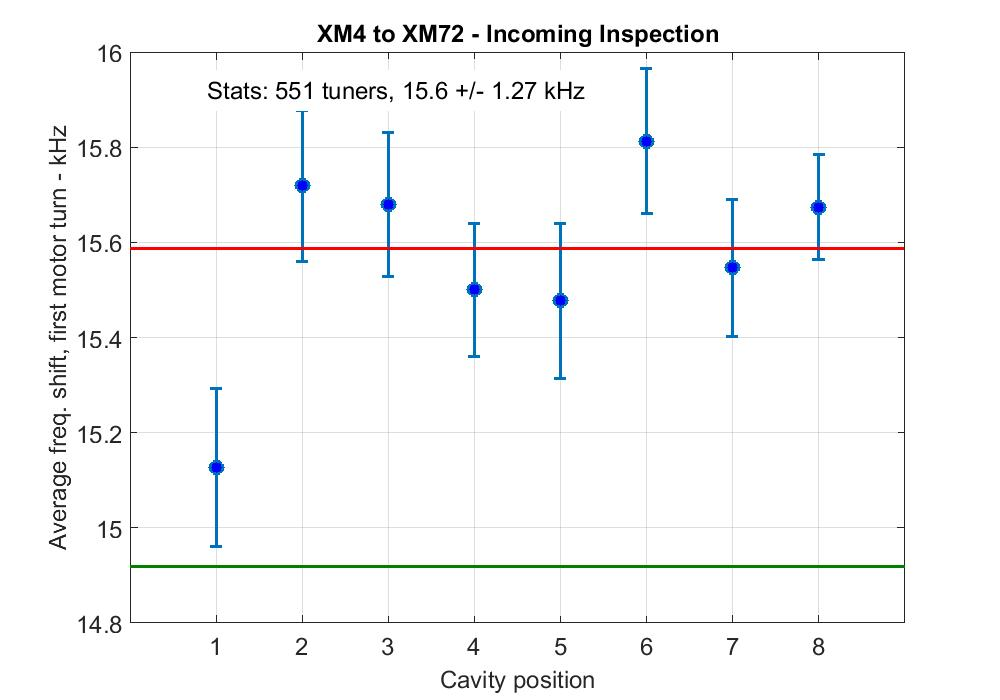 XM4 to XM72 - Incoming Inspection
Stats: 551 tuners, 15.6 +/- 1.27 kHz
Average freq. shift, first motor turn - kHz
16
15.8
15.6
15.4
15.2
15
14.8
1 2 3 4 5 6 7 8
Cavity position